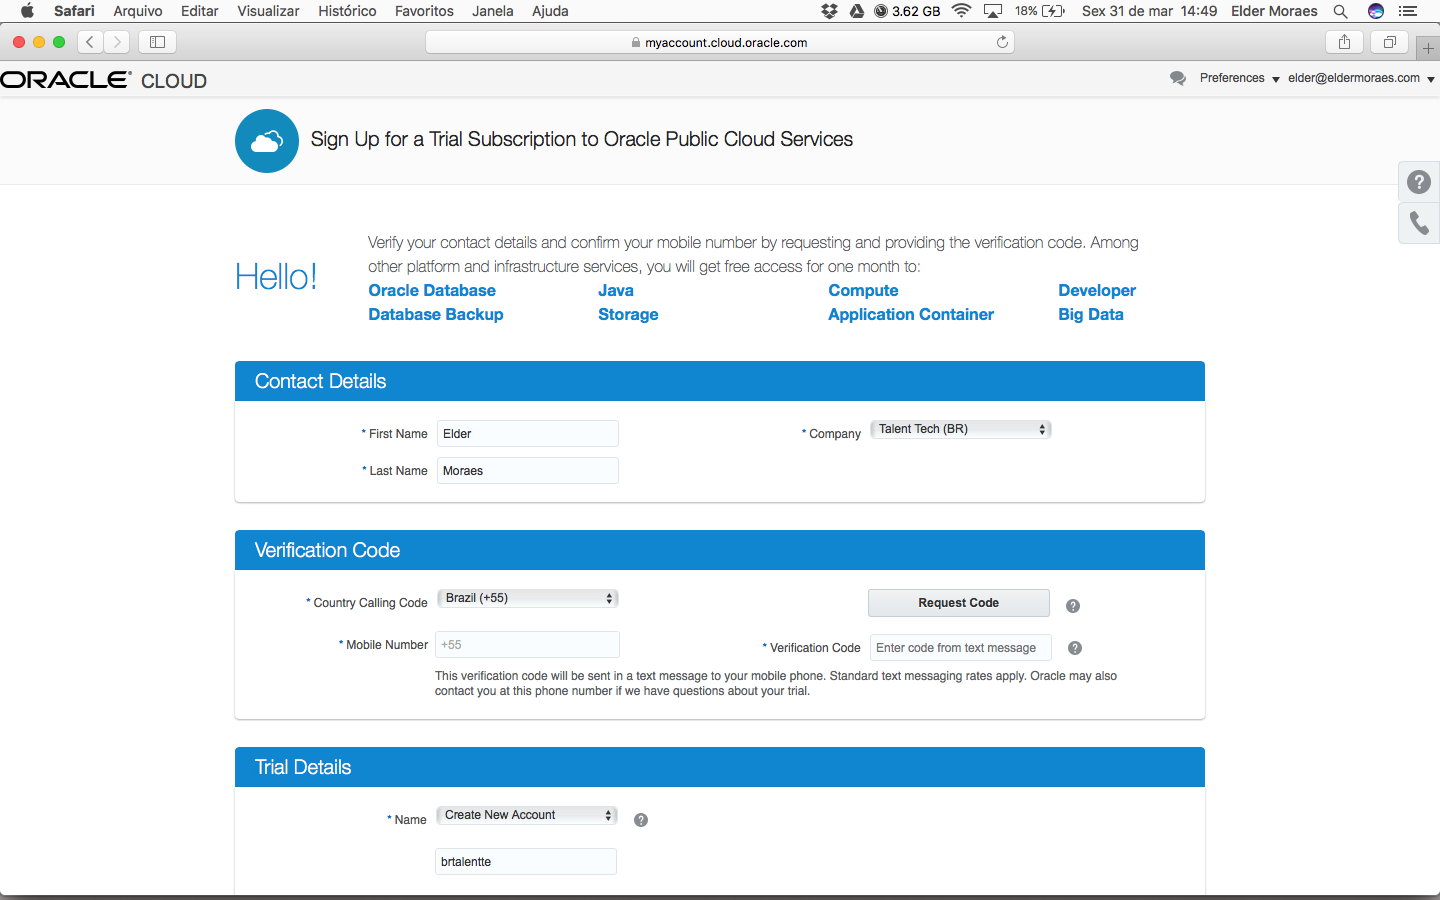 Safari Arquivo Editar Visualizar Histórico Favoritos Janela Ajuda 3.62 GB 18% Sex 31 de mar 14:49 Elder Moraes
myaccount.cloud.oracle.com
ORACLE CLOUD Preferences elder@eldermoraes.com
Sign Up for a Trial Subscription to Oracle Public Cloud Services
Hello!
Verify your contact details and confirm your mobile number by requesting and providing the verification code. Among
other platform and infrastructure services, you will get free access for one month to:
Oracle Database Java Compute Developer
Database Backup Storage Application Container Big Data
Contact Details
* First Name Elder * Company Talent Tech (BR)
* Last Name Moraes
Verification Code
* Country Calling Code Brazil (+55) Request Code ?
* Mobile Number +55 * Verification Code Enter code from text message ?
This verification code will be sent in a text message to your mobile phone. Standard text messaging rates apply. Oracle may also
contact you at this phone number if we have questions about your trial.
Trial Details
* Name Create New Account ?
brtalentte